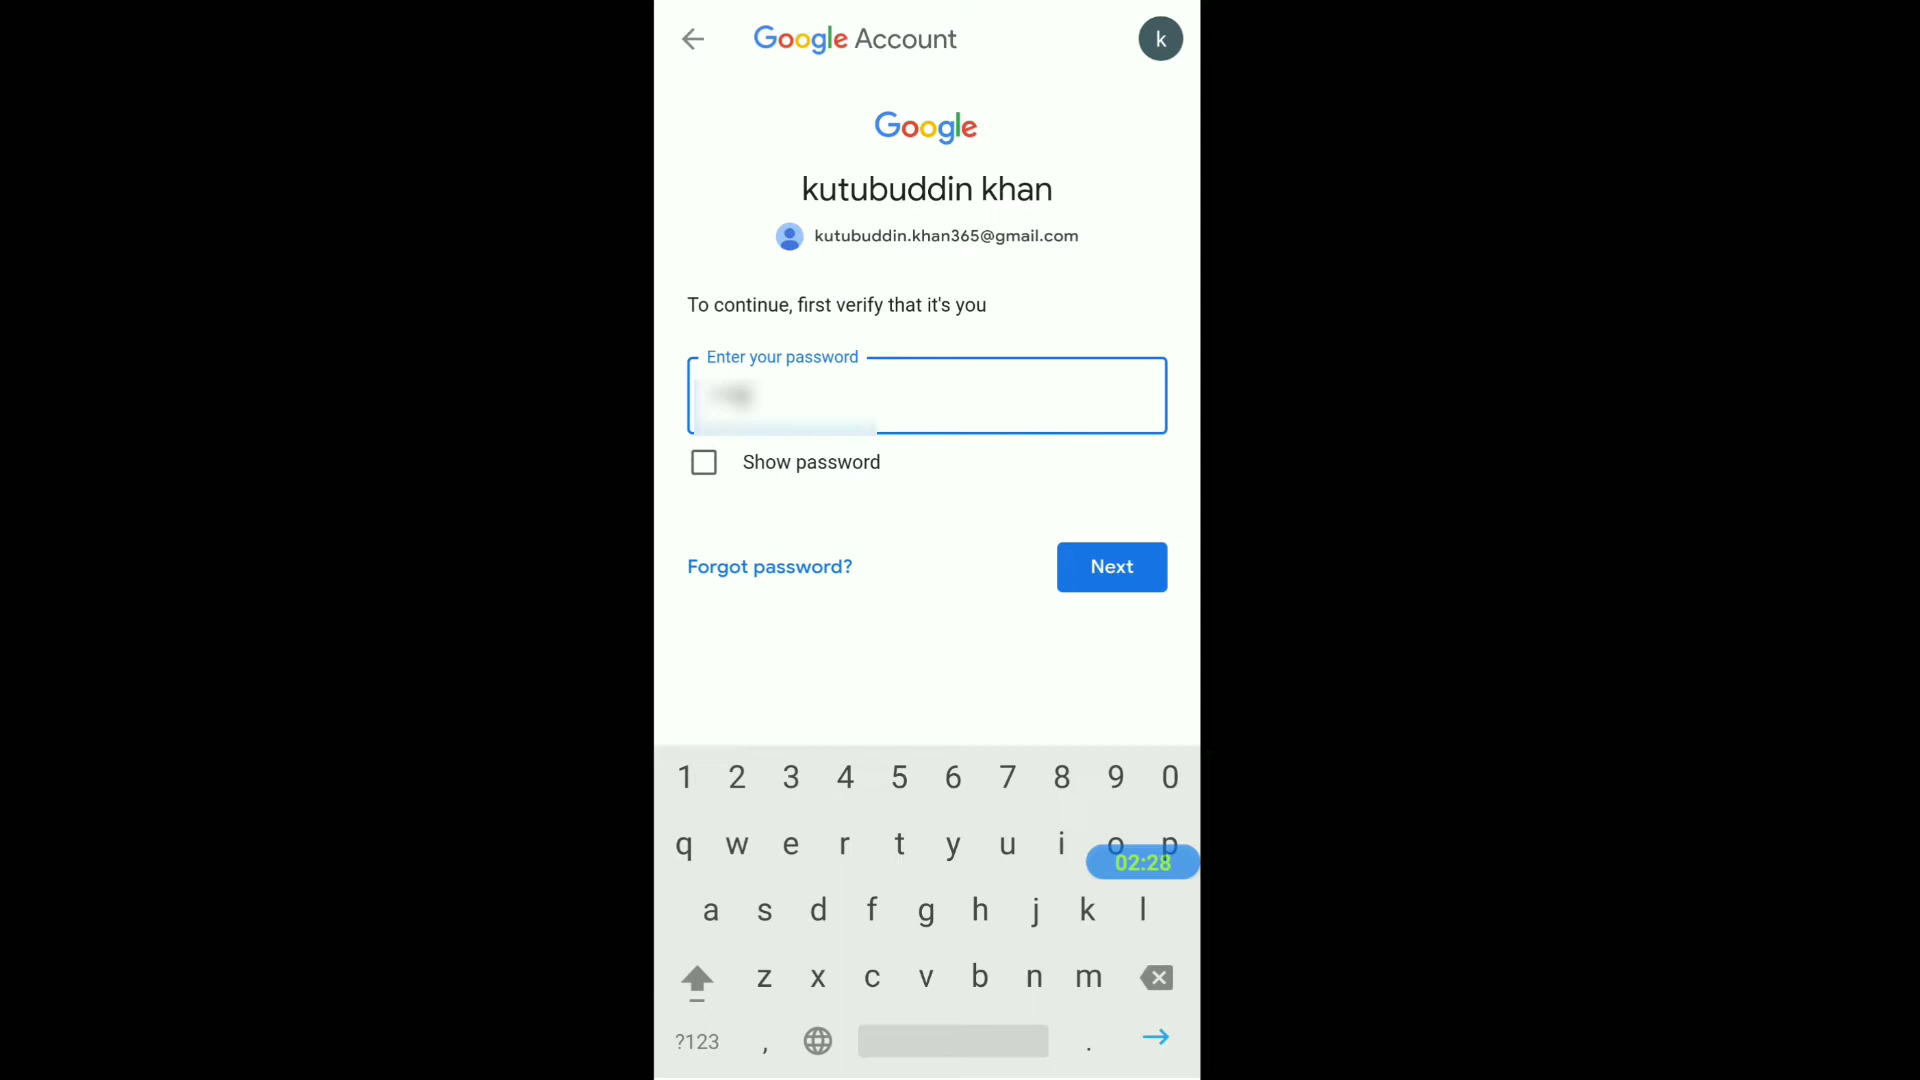 Google Account
k
Google
kutubuddin khan
kutubuddin.khan365@gmail.com
To continue, first verify that it's you
Enter your password
Show password
Forgot password?
Next
1 2 3 4 5 6 7 8 9 0
q w e r t y u i o p
02:28
a s d f g h j k l
z x c v b n m
?123 , .